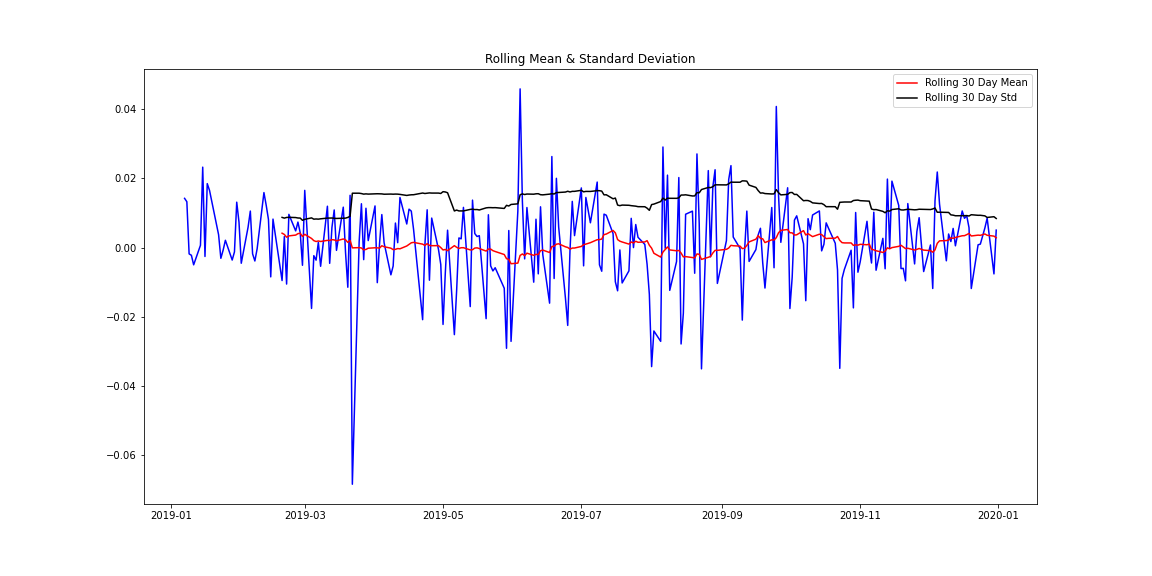 Rolling Mean & Standard Deviation
Rolling 30 Day Mean
Rolling 30 Day Std
0.04
0.02
0.00
−0.02
−0.04
−0.06
2019-01 2019-03 2019-05 2019-07 2019-09 2019-11 2020-01